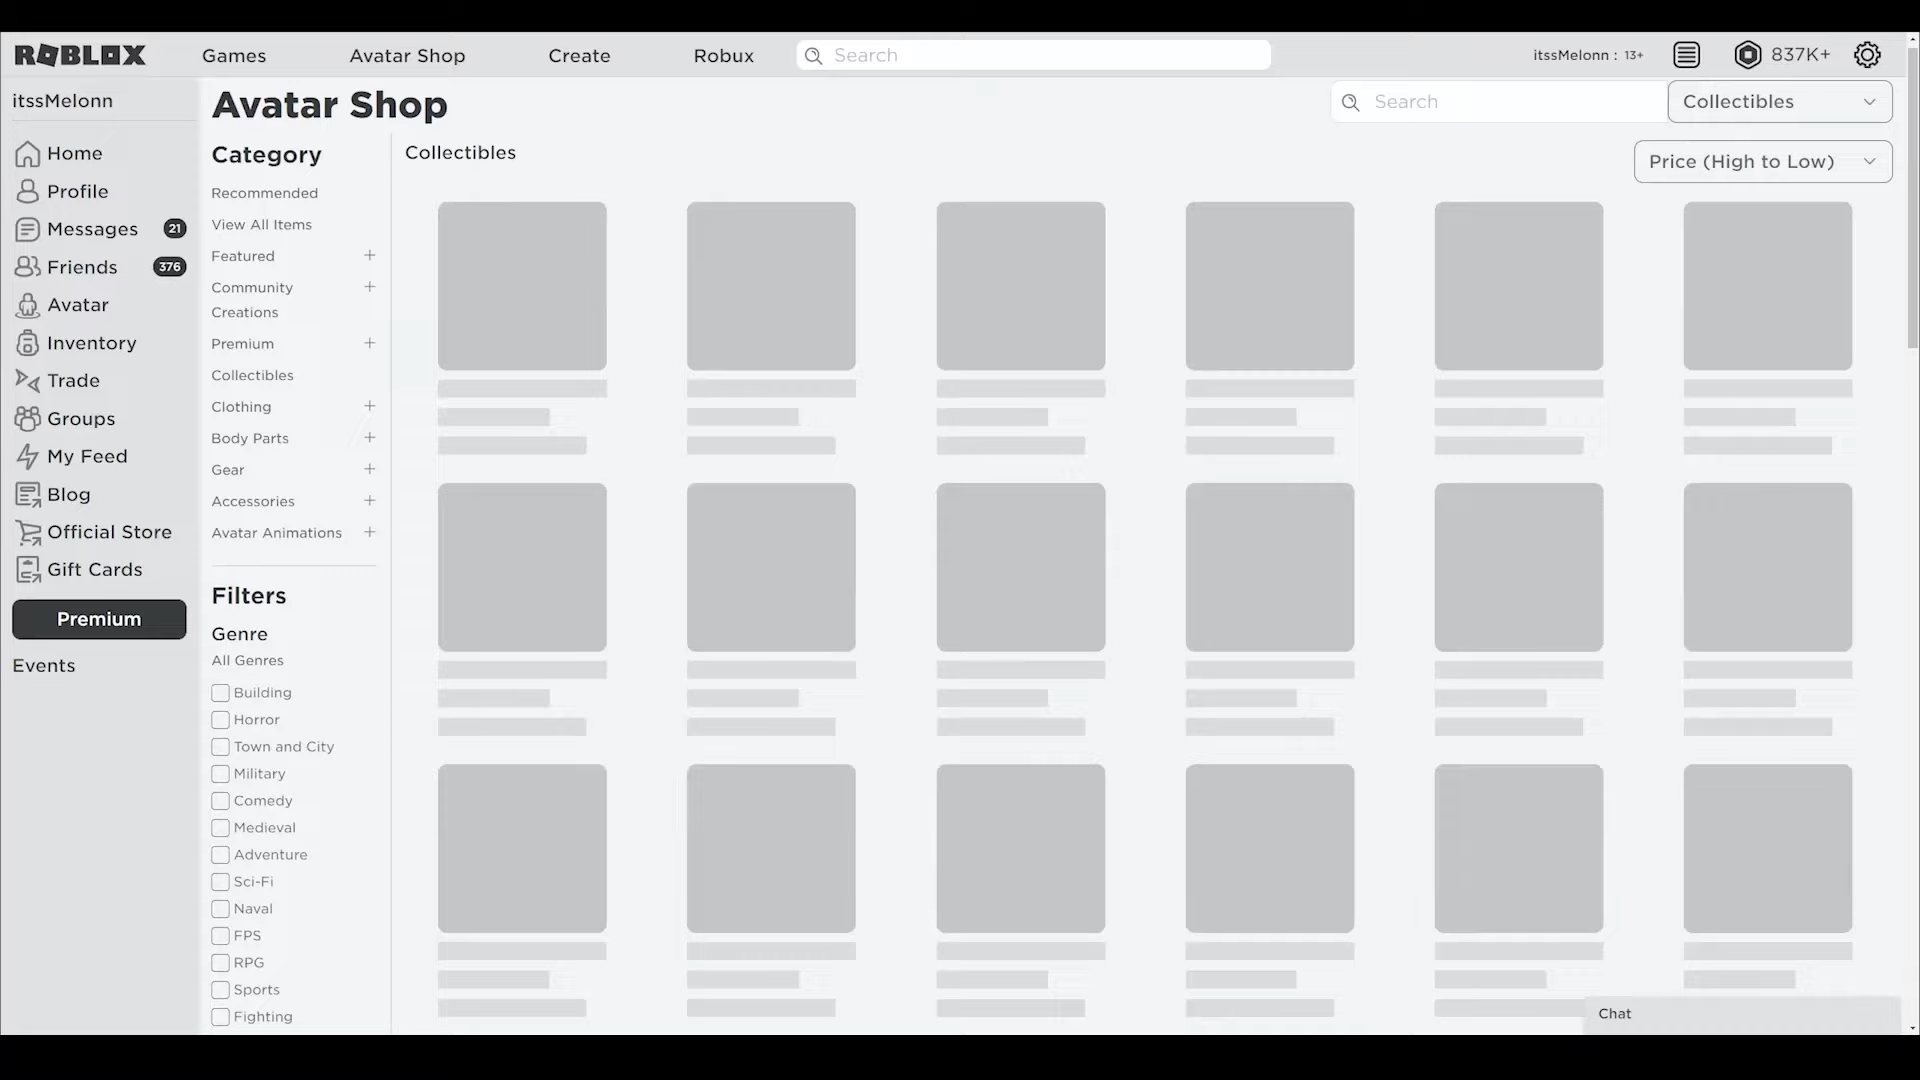 ROBLOX Games Avatar Shop Create Robux Search itssMelonn : 13+ 837K+
itssMelonn
Home
Profile
Messages 21
Friends 376
Avatar
Inventory
Trade
Groups
My Feed
Blog
Official Store
Gift Cards
Premium
Events
Avatar Shop
Search Collectibles
Category
Recommended
View All Items
Featured +
Community +
Creations
Premium +
Collectibles
Clothing +
Body Parts +
Gear +
Accessories +
Avatar Animations +
Filters
Genre
All Genres
Building
Horror
Town and City
Military
Comedy
Medieval
Adventure
Sci-Fi
Naval
FPS
RPG
Sports
Fighting
Collectibles
Price (High to Low)
Chat